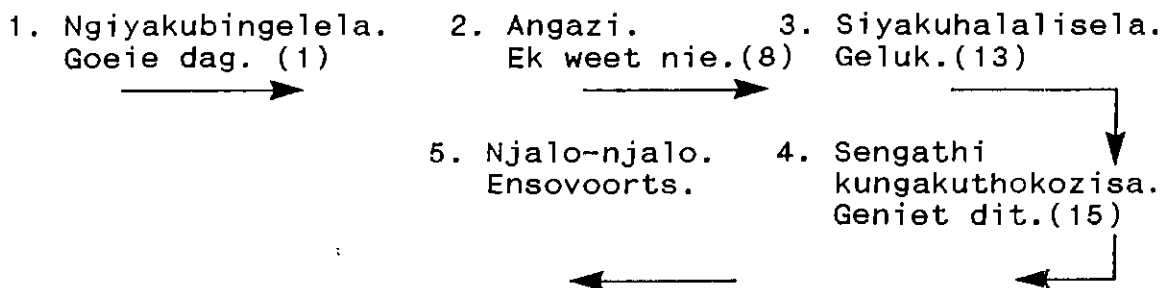 1. Ngiyakubingelela.
Goeie dag. (1)
2. Angazi.
Ek weet nie.(8)
3. Siyakuhalalisela.
Geluk.(13)
4. Sengathi
kungakuthokozisa.
Geniet dit.(15)
5. Njalo-njalo.
Ensovoorts.